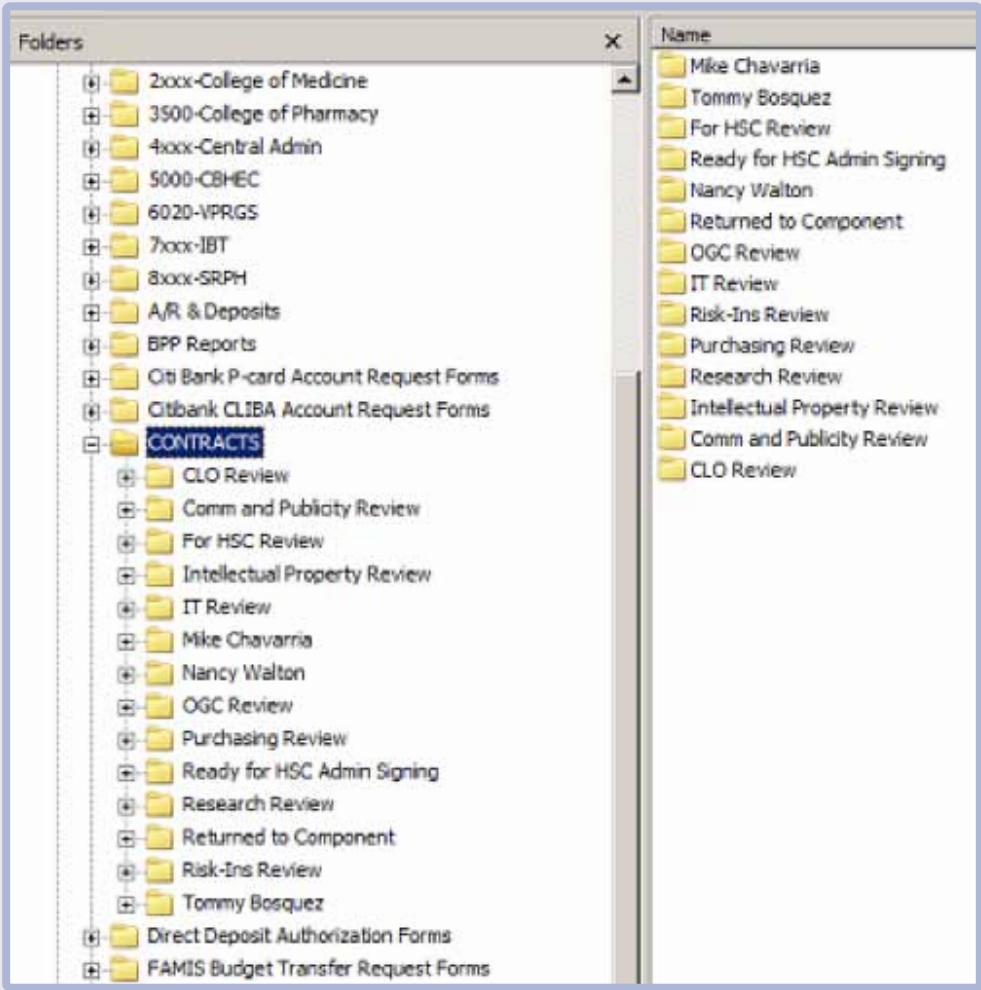 Folders
2xxx-College of Medicine
3500-College of Pharmacy
4xxx-Central Admin
5000-CBHEC
6020-VPRGS
7xxx-IBT
8xxx-SRPH
A/R & Deposits
BPP Reports
Citi Bank P-card Account Request Forms
Citibank CLIBA Account Request Forms
CONTRACTS
CLO Review
Comm and Publicity Review
For HSC Review
Intellectual Property Review
IT Review
Mike Chavarria
Nancy Walton
OGC Review
Purchasing Review
Ready for HSC Admin Signing
Research Review
Returned to Component
Risk-Ins Review
Tommy Bosquez
Direct Deposit Authorization Forms
FAMIS Budget Transfer Request Forms
Name
Mike Chavarria
Tommy Bosquez
For HSC Review
Ready for HSC Admin Signing
Nancy Walton
Returned to Component
OGC Review
IT Review
Risk-Ins Review
Purchasing Review
Research Review
Intellectual Property Review
Comm and Publicity Review
CLO Review